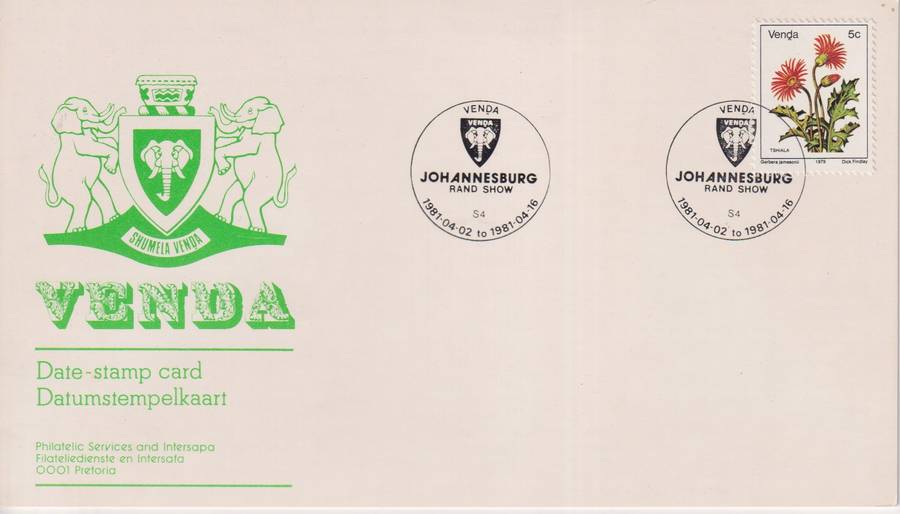 SHUMELA VENDA
VENDA
Date-stamp card
Datumstempelkaart
Philatelic Services and Intersapa
Filateliedienste en Intersafa
0001 Pretoria
VENDA
VENDA
JOHANNESBURG
RAND SHOW
S4
1981-04-02 to 1981-04-16
VENDA
VENDA
JOHANNESBURG
RAND SHOW
S4
1981-04-02 to 1981-04-16
Venḓa 5c
TSHIALA
Gerbera jamesonii 1979 Dick Findlay